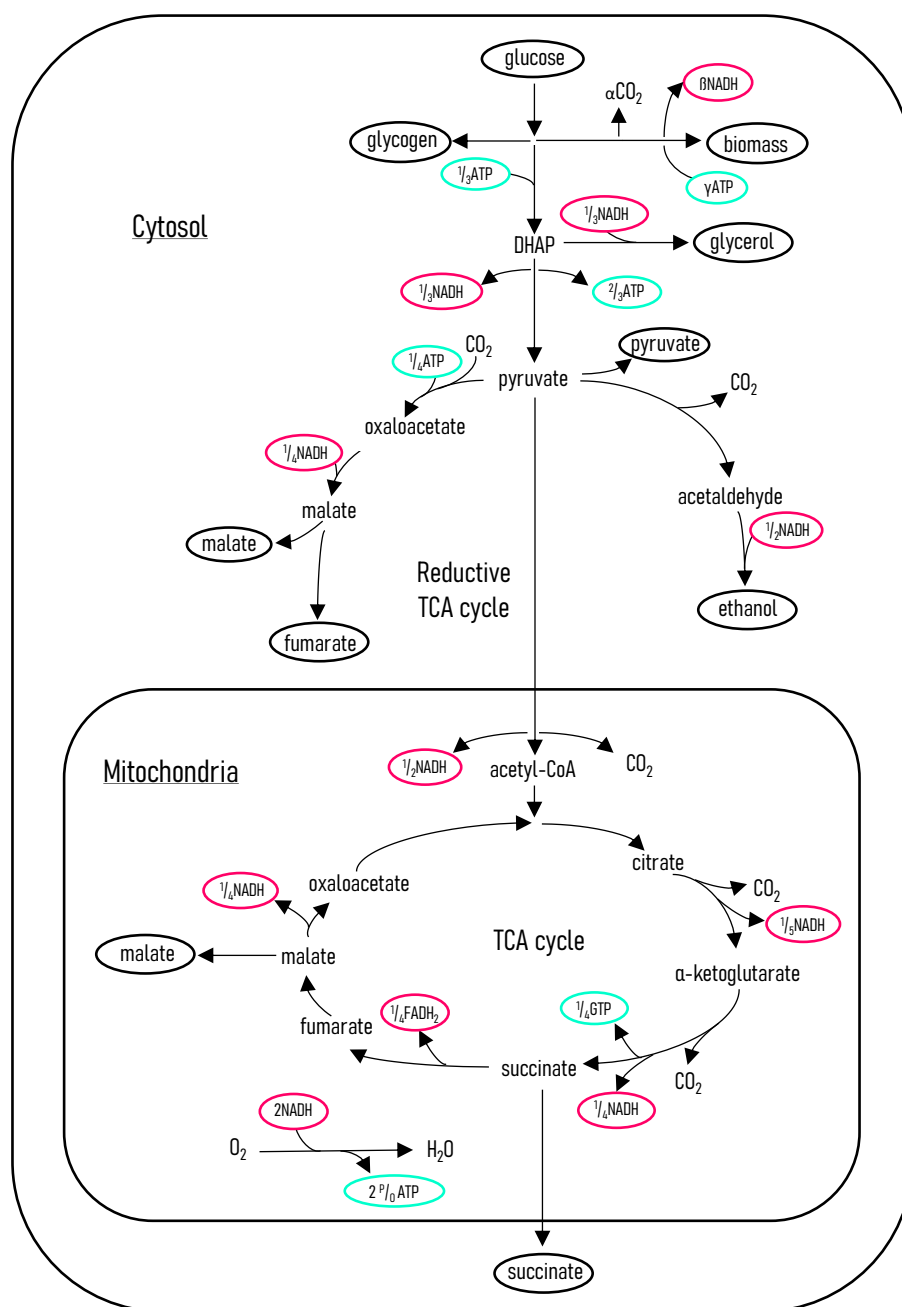 glucose
ßNADH
αCO₂
glycogen
biomass
¹/₃ATP
γATP
¹/₃NADH
Cytosol
DHAP
glycerol
¹/₃NADH
²/₃ATP
CO₂
pyruvate
¹/₄ATP
pyruvate
CO₂
oxaloacetate
¹/₄NADH
acetaldehyde
malate
¹/₂NADH
malate
Reductive
TCA cycle
ethanol
fumarate
Mitochondria
¹/₂NADH
acetyl-CoA
CO₂
citrate
oxaloacetate
¹/₄NADH
CO₂
¹/₅NADH
TCA cycle
malate
malate
α-ketoglutarate
¹/₄GTP
¹/₄FADH₂
fumarate
succinate
CO₂
2NADH
¹/₄NADH
O₂
H₂O
2 ᴾ/₀ ATP
succinate